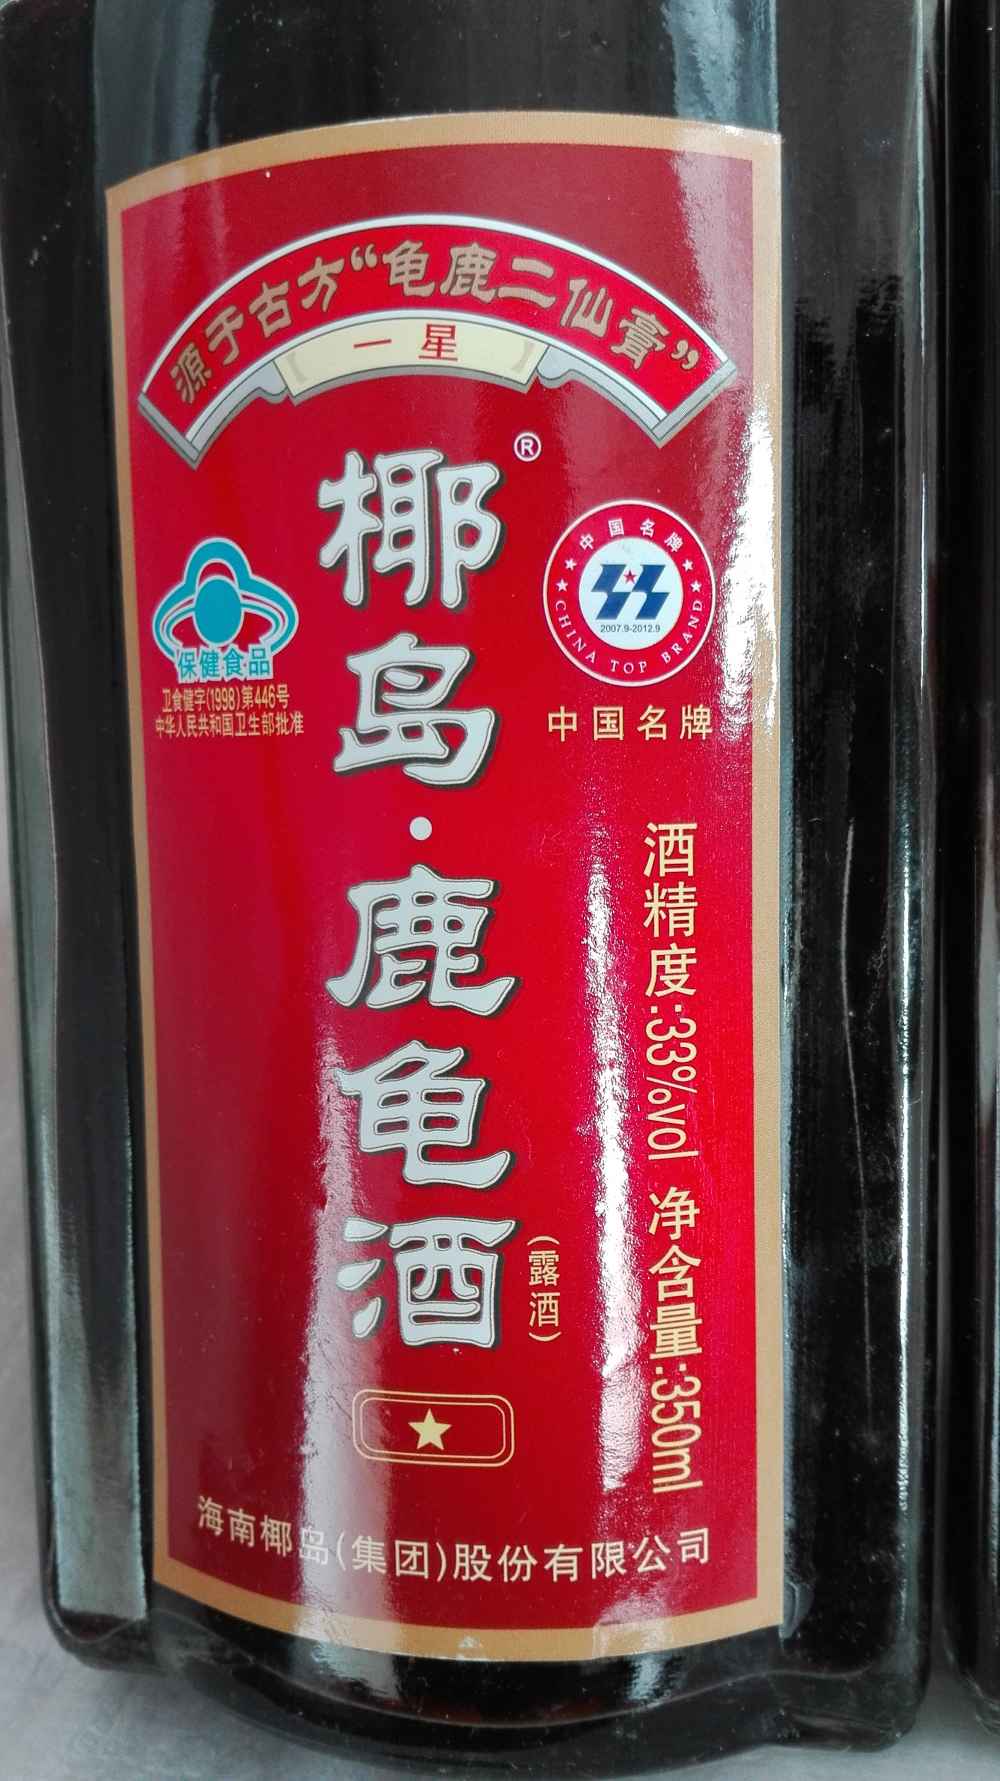 源于古方“龟鹿二仙膏”
一星
椰岛·鹿龟酒
®
(露酒)
保健食品
卫食健字(1998)第446号
中华人民共和国卫生部批准
中国名牌
2007.9-2012.9
CHINA TOP BRAND
中国名牌
酒精度:33%vol 净含量:350ml
海南椰岛(集团)股份有限公司